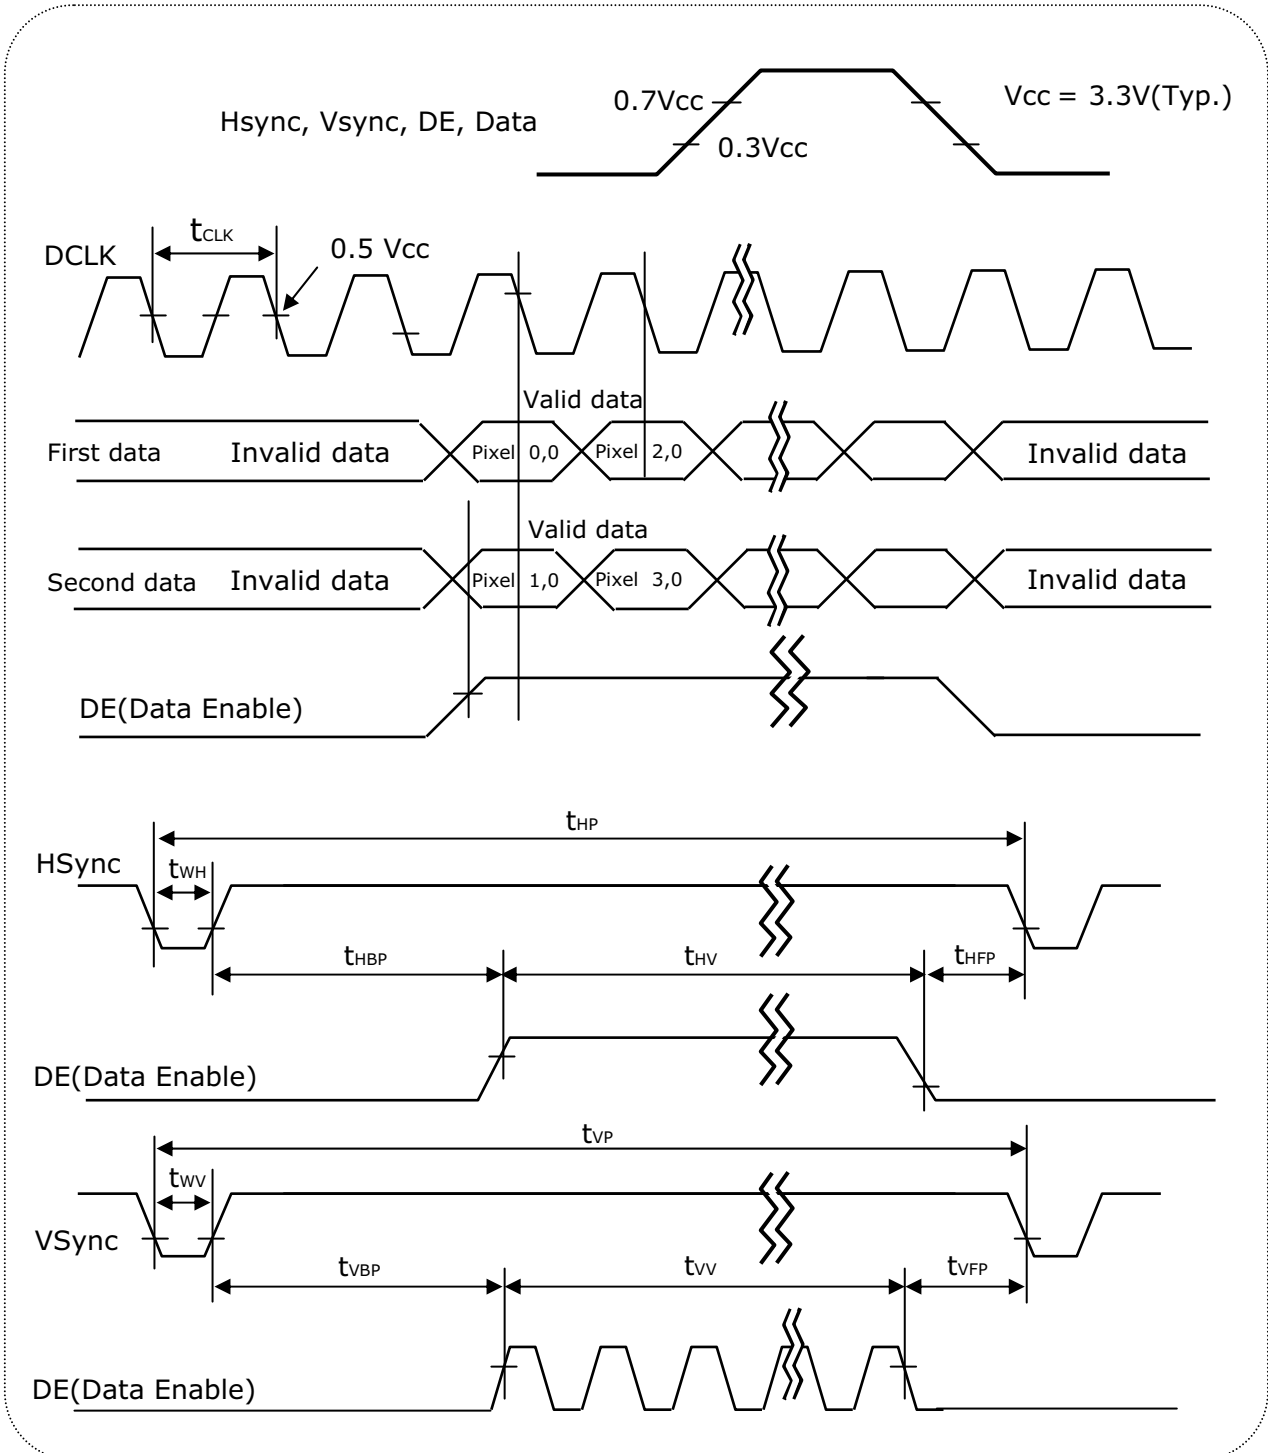 0.7Vcc
Vcc = 3.3V(Typ.)
Hsync, Vsync, DE, Data
0.3Vcc
tCLK
DCLK
0.5 Vcc
Valid data
First data
Invalid data
Pixel 0,0
Pixel 2,0
Invalid data
Valid data
Second data
Invalid data
Pixel 1,0
Pixel 3,0
Invalid data
DE(Data Enable)
tHP
HSync
tWH
tHBP
tHV
tHFP
DE(Data Enable)
tVP
tWV
VSync
tVBP
tVV
tVFP
DE(Data Enable)